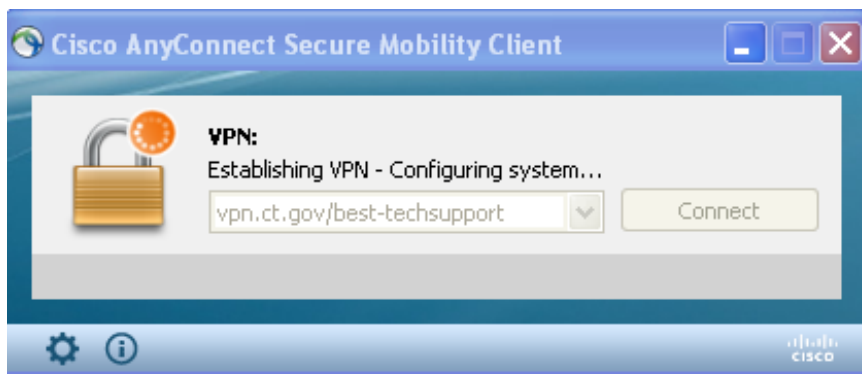 Cisco AnyConnect Secure Mobility Client
VPN:
Establishing VPN - Configuring system...
vpn.ct.gov/best-techsupport
Connect
CISCO